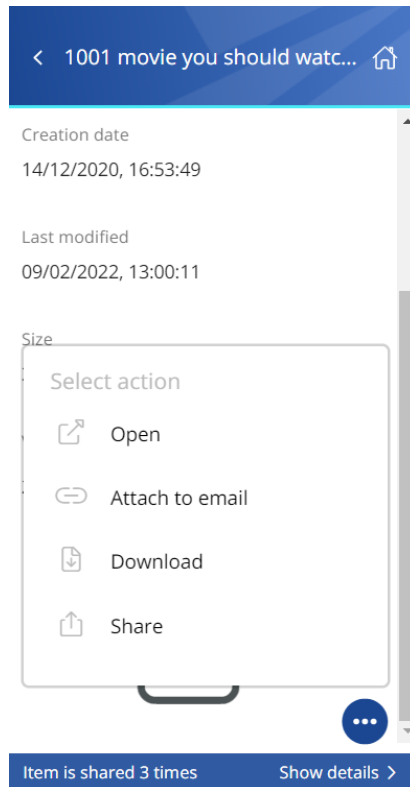 1001 movie you should watc...
Creation date
14/12/2020, 16:53:49
Last modified
09/02/2022, 13:00:11
Size
Select action
Open
Attach to email
Download
Share
Item is shared 3 times
Show details